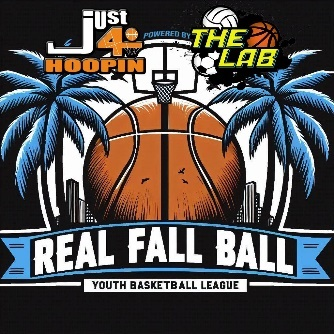 Just
4
HOOPIN
POWERED BY
THE
LAB
REAL FALL BALL
YOUTH BASKETBALL LEAGUE